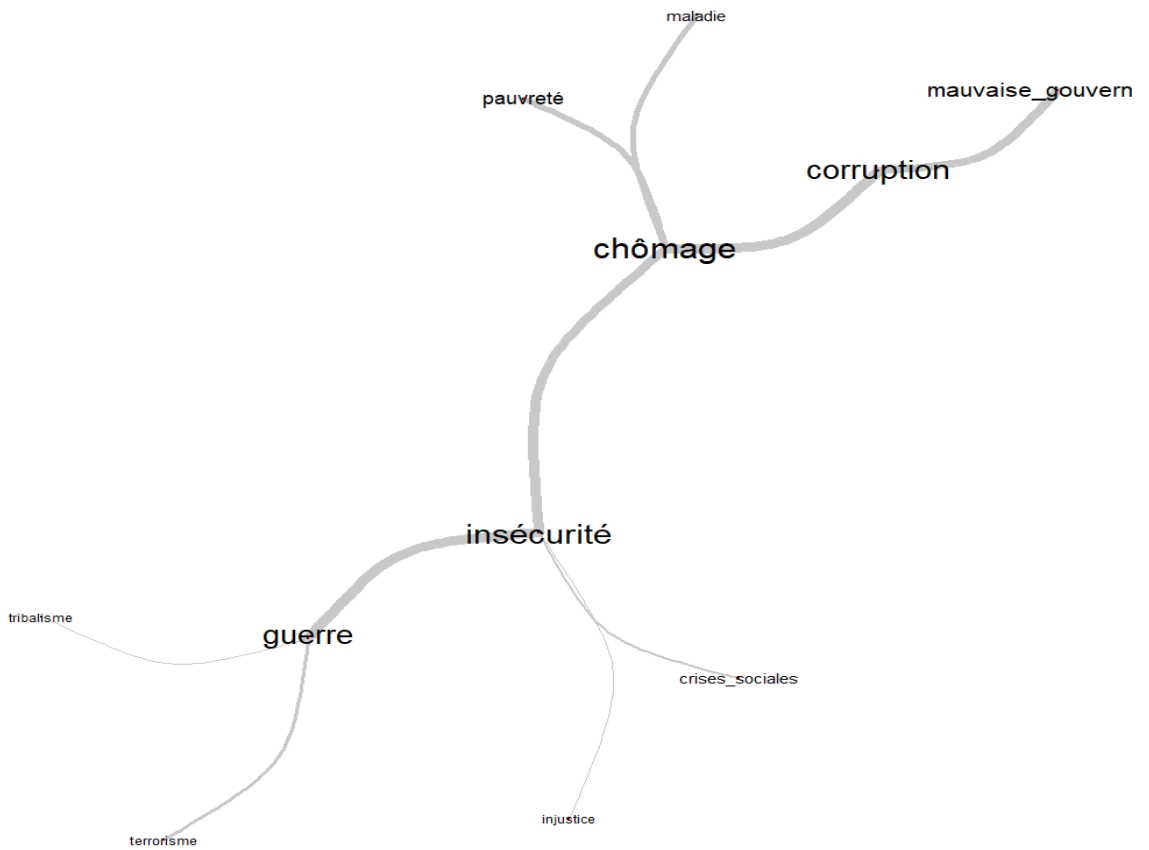 maladie
pauvreté
mauvaise_gouvern
corruption
chômage
insécurité
tribalisme
guerre
crises_sociales
injustice
terrorisme